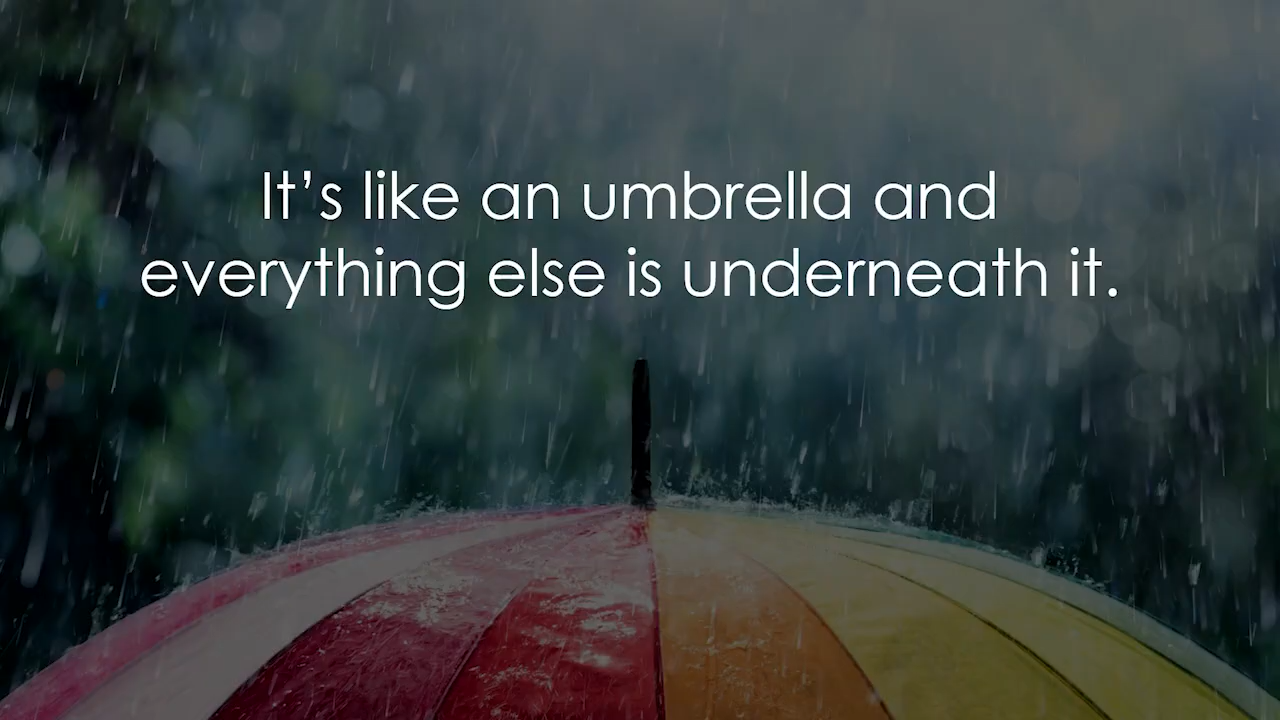 It’s like an umbrella and
everything else is underneath it.